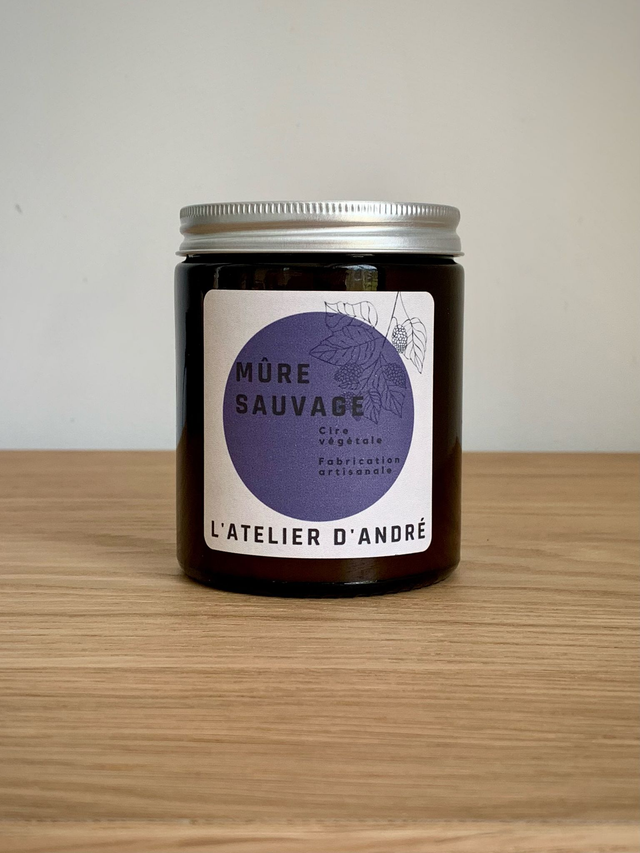 MÛRE
SAUVAGE
Cire
végétale
Fabrication
artisanale
L'ATELIER D'ANDRÉ